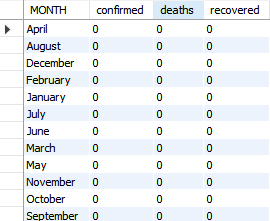 MONTH confirmed deaths recovered
April 0 0 0
August 0 0 0
December 0 0 0
February 0 0 0
January 0 0 0
July 0 0 0
June 0 0 0
March 0 0 0
May 0 0 0
November 0 0 0
October 0 0 0
September 0 0 0